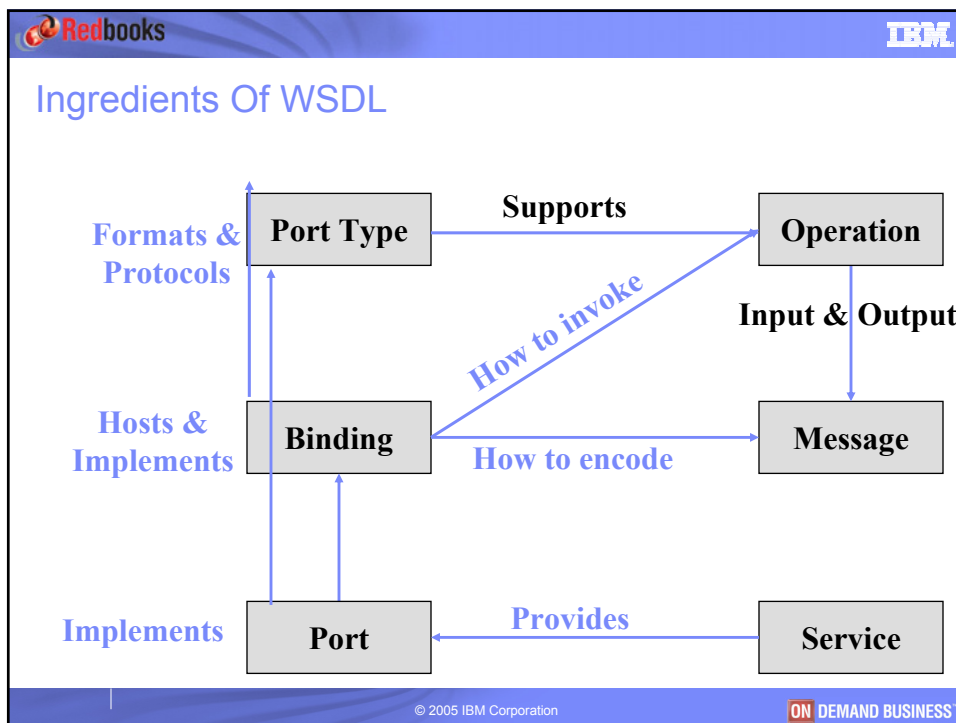 Redbooks
IBM
Ingredients Of WSDL
Formats &
Protocols
Port Type
Supports
Operation
How to invoke
Input & Output
Hosts &
Implements
Binding
How to encode
Message
Implements
Port
Provides
Service
© 2005 IBM Corporation
ON DEMAND BUSINESS™